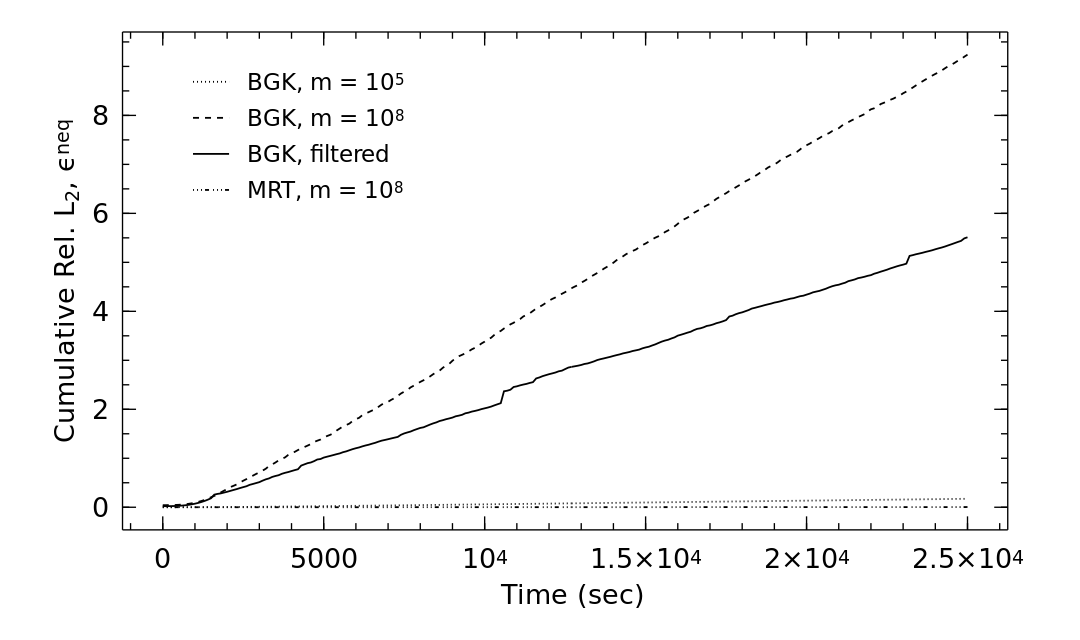 BGK, m = 10⁵
BGK, m = 10⁸
BGK, filtered
MRT, m = 10⁸
Cumulative Rel. L₂, ϵⁿᵉq
8
6
4
2
0
0 5000 10⁴ 1.5×10⁴ 2×10⁴ 2.5×10⁴
Time (sec)